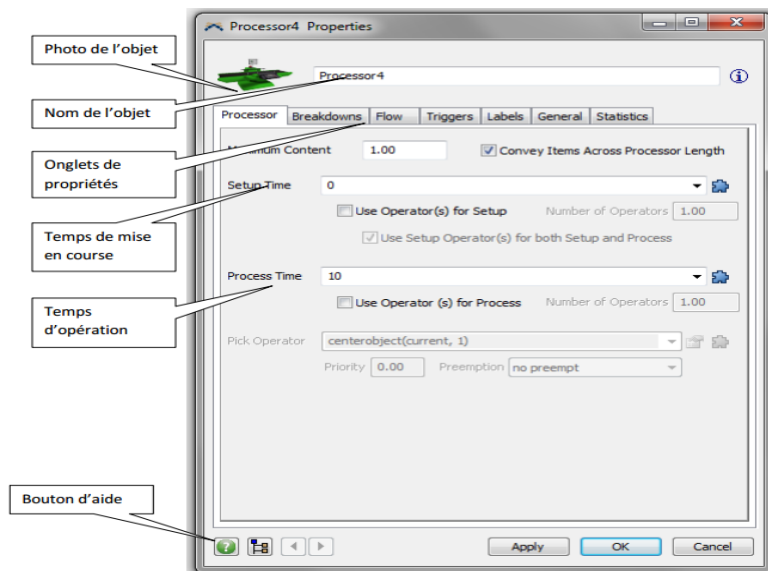 Processor4 Properties
Photo de l'objet
Processor4
Nom de l'objet
Processor Breakdowns Flow Triggers Labels General Statistics
Onglets de
propriétés
Minimum Content 1.00 Convey Items Across Processor Length
Setup Time 0
Use Operator(s) for Setup Number of Operators 1.00
Use Setup Operator(s) for both Setup and Process
Temps de mise
en course
Process Time 10
Use Operator (s) for Process Number of Operators 1.00
Temps
d'opération
Pick Operator centerobject(current, 1)
Priority 0.00 Preemption no preempt
Bouton d'aide
Apply OK Cancel